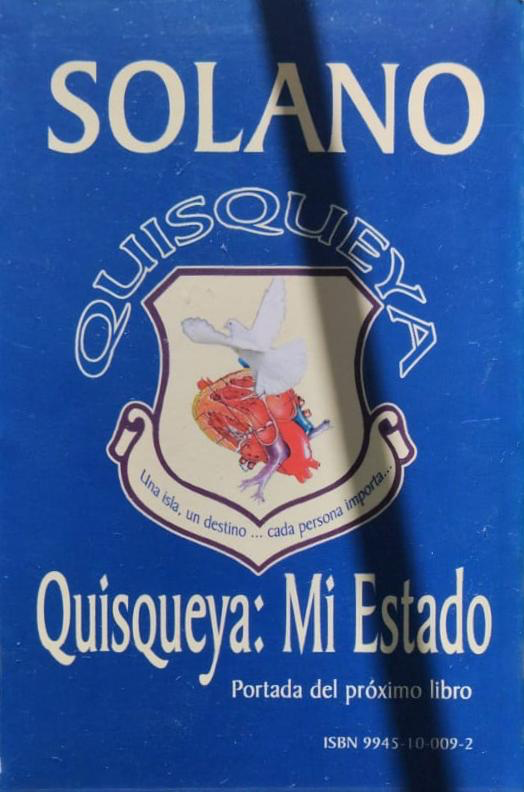 SOLANO
QUISQUEYA
Una isla, un destino ... cada persona importa...
Quisqueya: Mi Estado
Portada del próximo libro
ISBN 9945-10-009-2